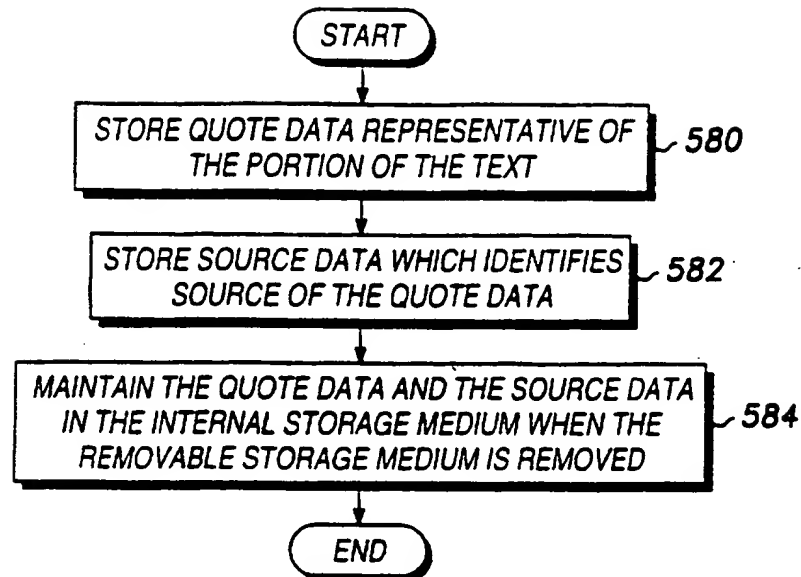 START
STORE QUOTE DATA REPRESENTATIVE OF
THE PORTION OF THE TEXT
580
STORE SOURCE DATA WHICH IDENTIFIES
SOURCE OF THE QUOTE DATA
582
MAINTAIN THE QUOTE DATA AND THE SOURCE DATA
IN THE INTERNAL STORAGE MEDIUM WHEN THE
REMOVABLE STORAGE MEDIUM IS REMOVED
584
END